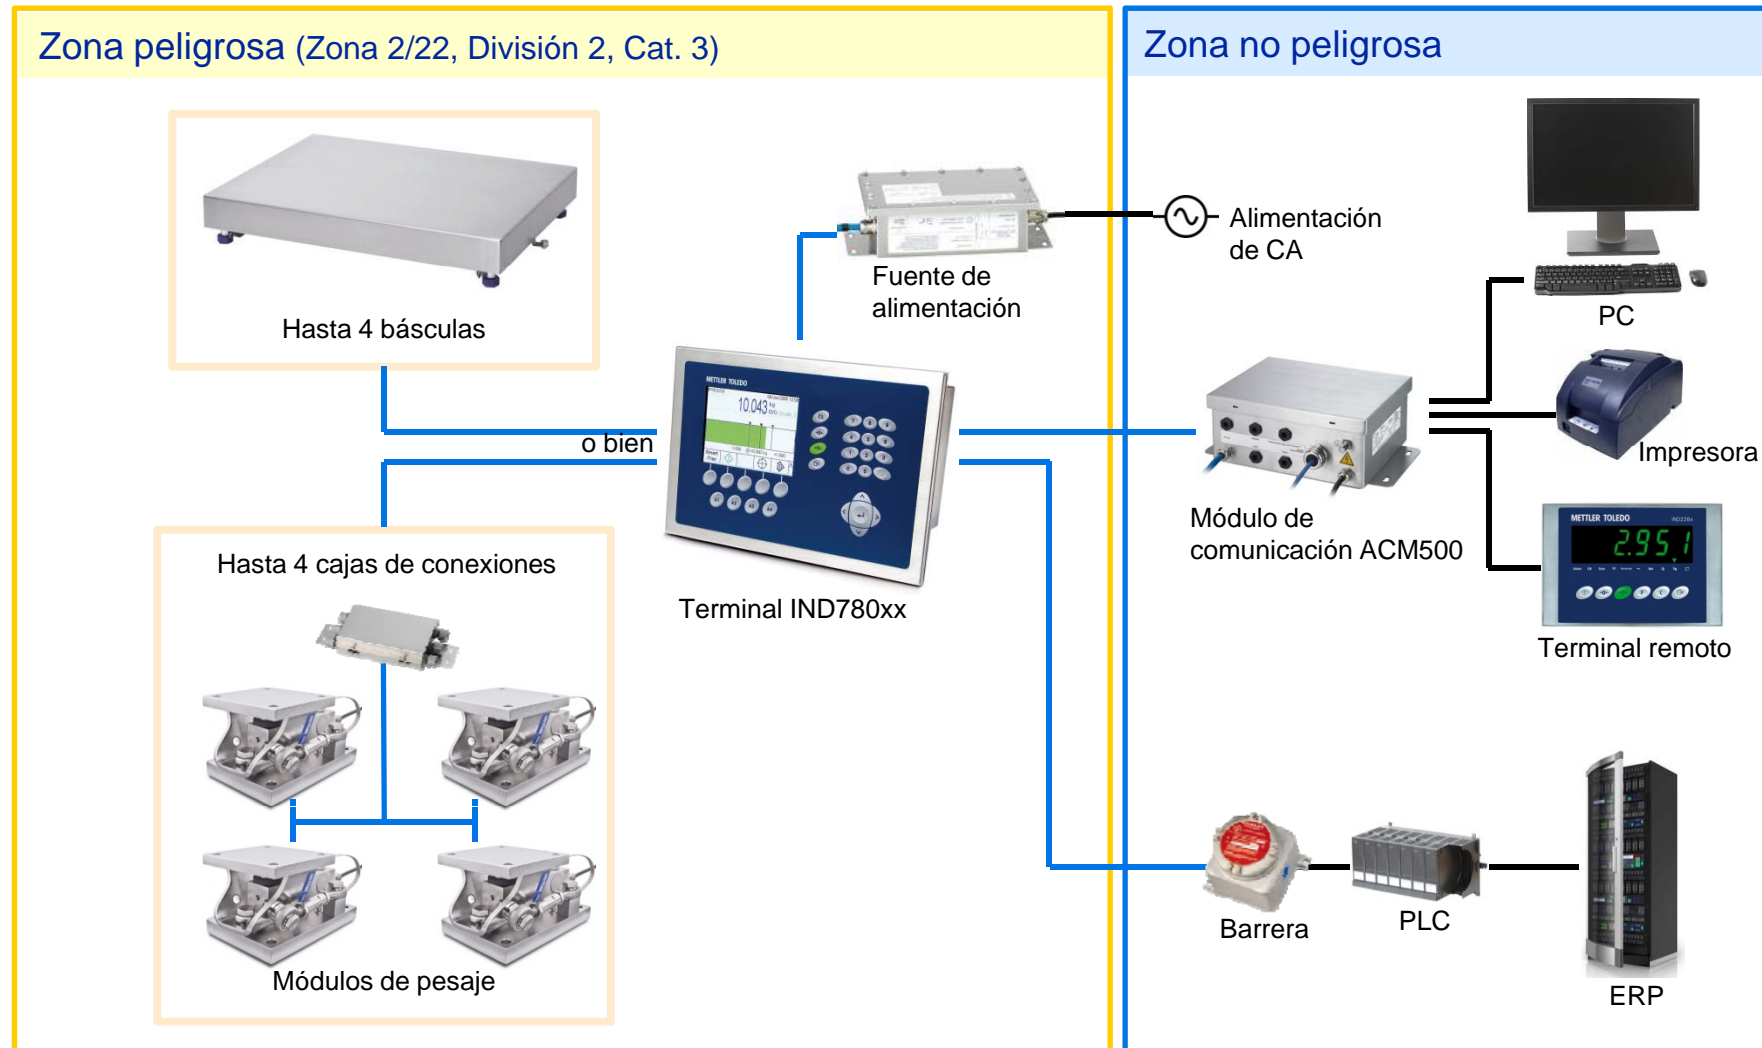 Zona peligrosa (Zona 2/22, División 2, Cat. 3)
Zona no peligrosa
Hasta 4 básculas
Fuente de
alimentación
Alimentación
de CA
PC
METTLER TOLEDO
10.043 kg
o bien
Impresora
Módulo de
comunicación ACM500
METTLER TOLEDO
2.951
Hasta 4 cajas de conexiones
Terminal IND780xx
Terminal remoto
Barrera
PLC
Módulos de pesaje
ERP